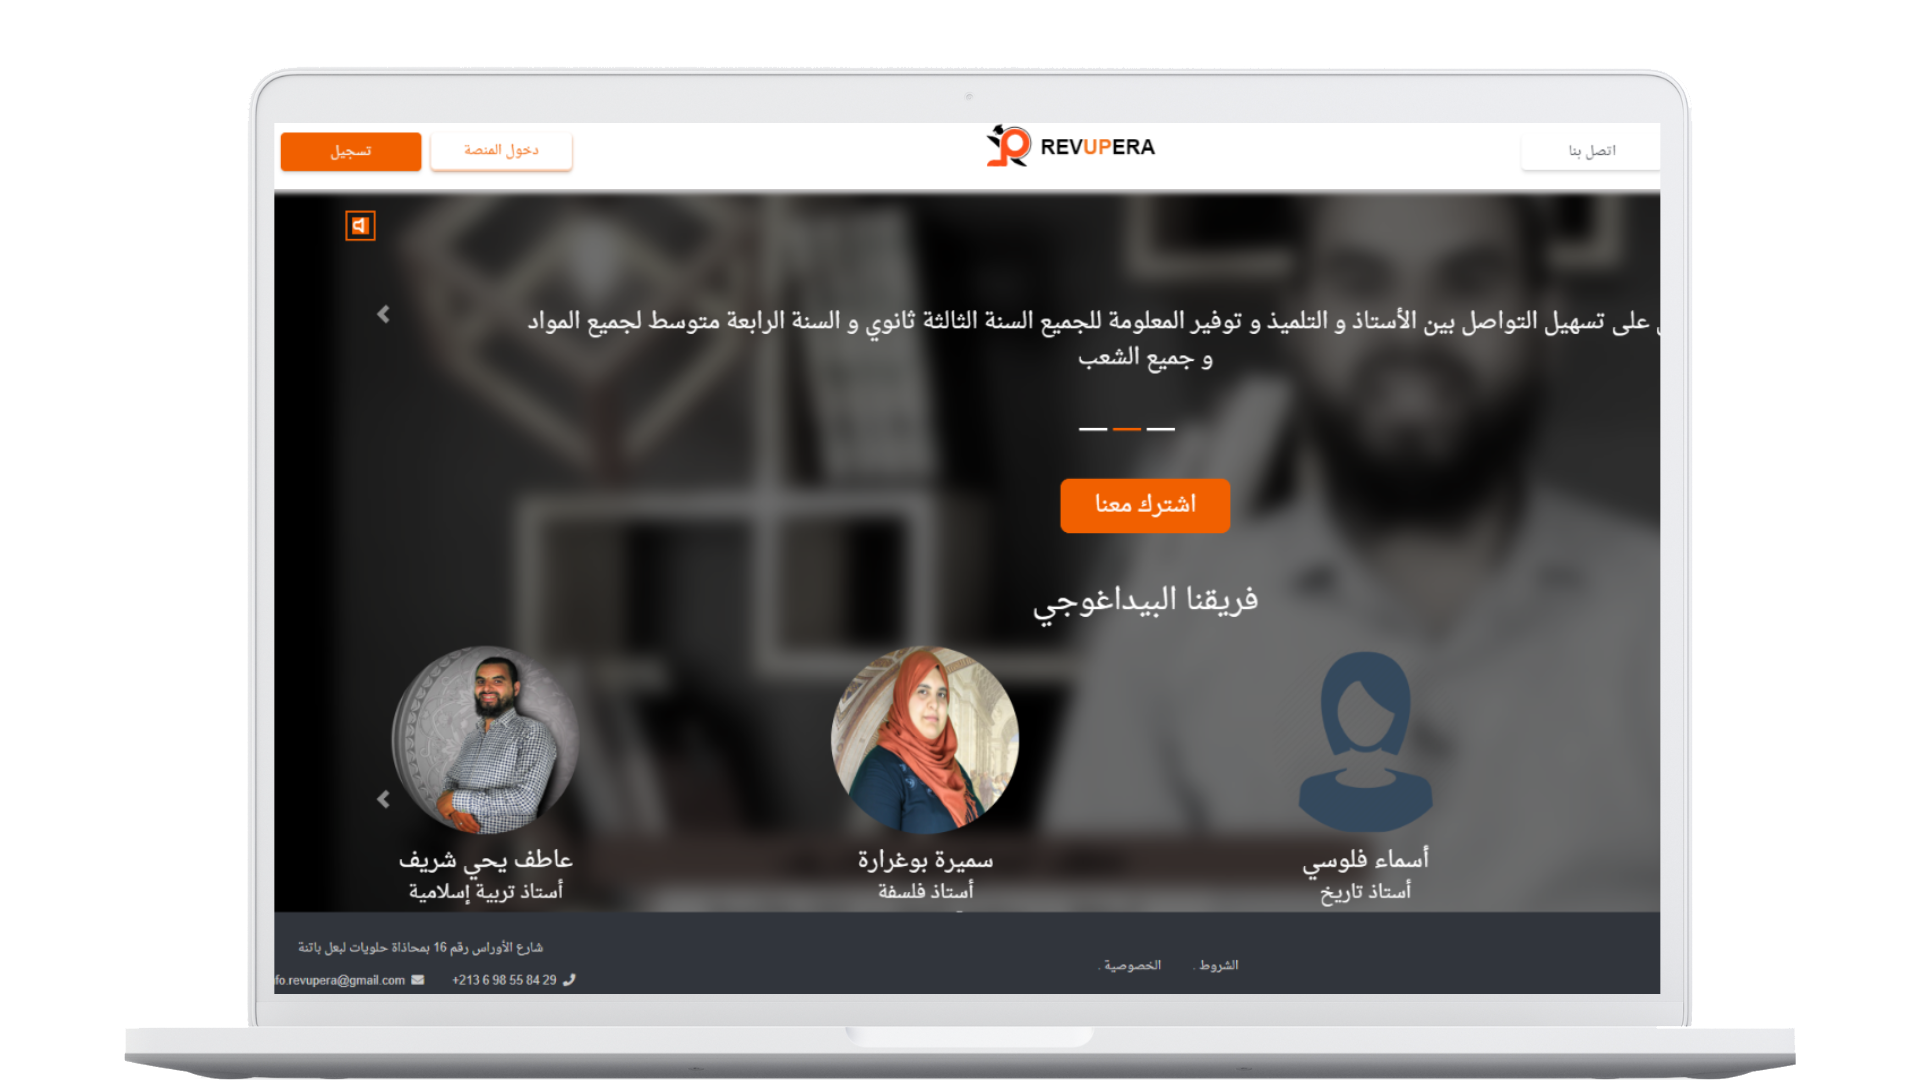 اتصل بنا
REVUPERA
دخول المنصة
تسجيل
على تسهيل التواصل بين الأستاذ و التلميذ و توفير المعلومة للجميع السنة الثالثة ثانوي و السنة الرابعة متوسط لجميع المواد
و جميع الشعب
اشترك معنا
فريقنا البيداغوجي
أسماء فلوسي
أستاذ تاريخ
سميرة بوغرارة
أستاذ فلسفة
عاطف يحي شريف
أستاذ تربية إسلامية
الشروط .
الخصوصية .
شارع الأوراس رقم 16 بمحاذاة حلويات لبعل باتنة
+213 6 98 55 84 29
fo.revupera@gmail.com